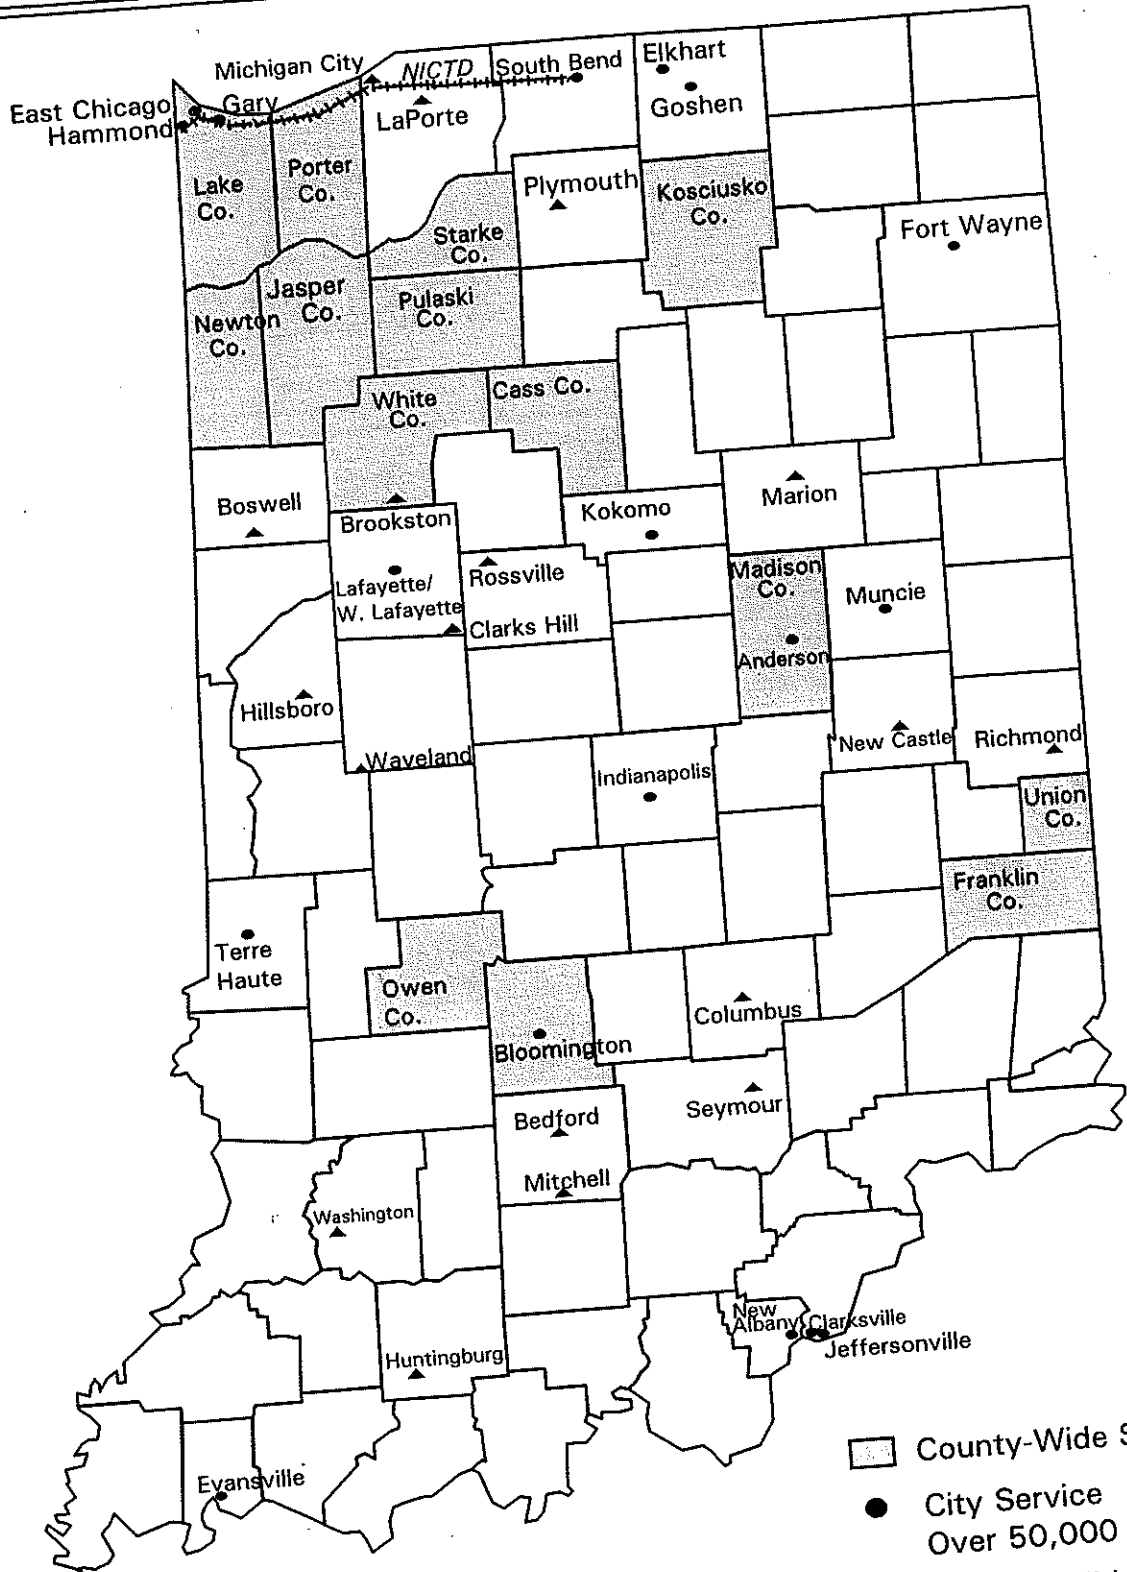 Michigan City
NICTD
South Bend
Elkhart
East Chicago
Gary
Hammond
LaPorte
Goshen
Lake
Co.
Porter
Co.
Plymouth
Kosciusko
Co.
Starke
Co.
Fort Wayne
Jasper
Co.
Pulaski
Co.
Newton
Co.
White
Co.
Cass Co.
Boswell
Brookston
Kokomo
Marion
Lafayette/
W. Lafayette
Rossville
Clarks Hill
Madison
Co.
Muncie
Anderson
Hillsboro
Waveland
New Castle
Richmond
Indianapolis
Union
Co.
Franklin
Co.
Terre
Haute
Owen
Co.
Columbus
Bloomington
Seymour
Bedford
Mitchell
Washington
New
Albany
Clarksville
Jeffersonville
Huntingburg
Evansville
County-Wide S
City Service
Over 50,000